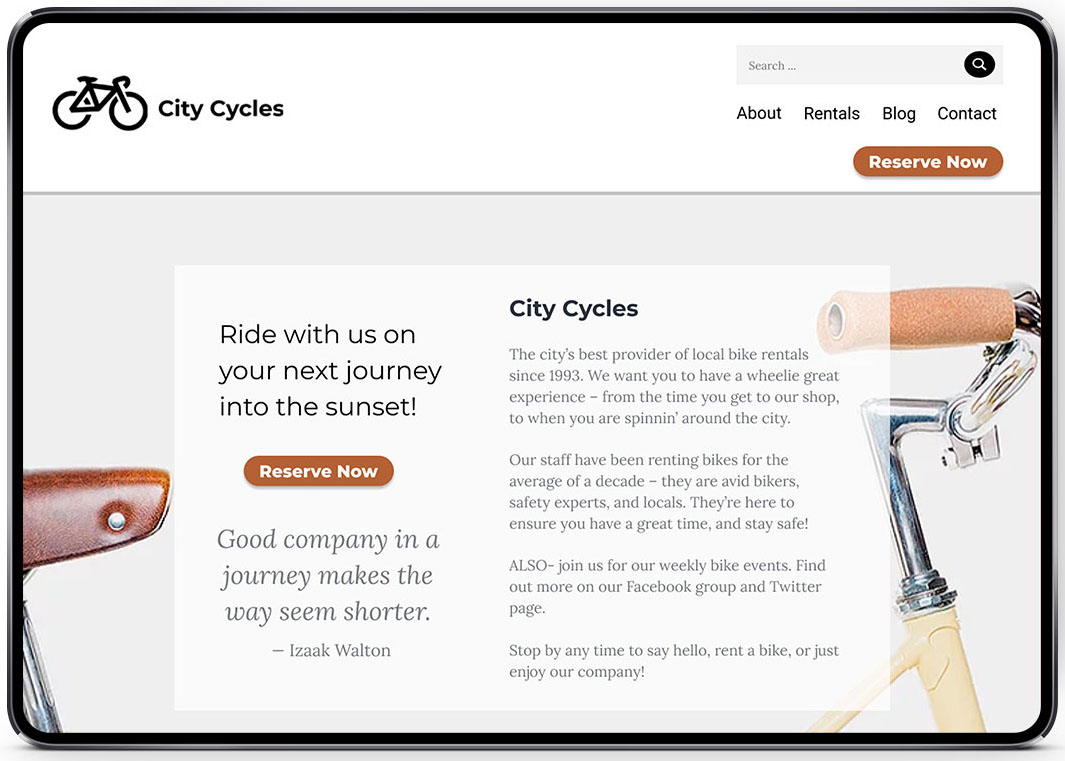 City Cycles
Search ...
About Rentals Blog Contact
Reserve Now
Ride with us on
your next journey
into the sunset!
Reserve Now
Good company in a
journey makes the
way seem shorter.
— Izaak Walton
City Cycles
The city’s best provider of local bike rentals
since 1993. We want you to have a wheelie great
experience – from the time you get to our shop,
to when you are spinnin’ around the city.
Our staff have been renting bikes for the
average of a decade – they are avid bikers,
safety experts, and locals. They’re here to
ensure you have a great time, and stay safe!
ALSO- join us for our weekly bike events. Find
out more on our Facebook group and Twitter
page.
Stop by any time to say hello, rent a bike, or just
enjoy our company!